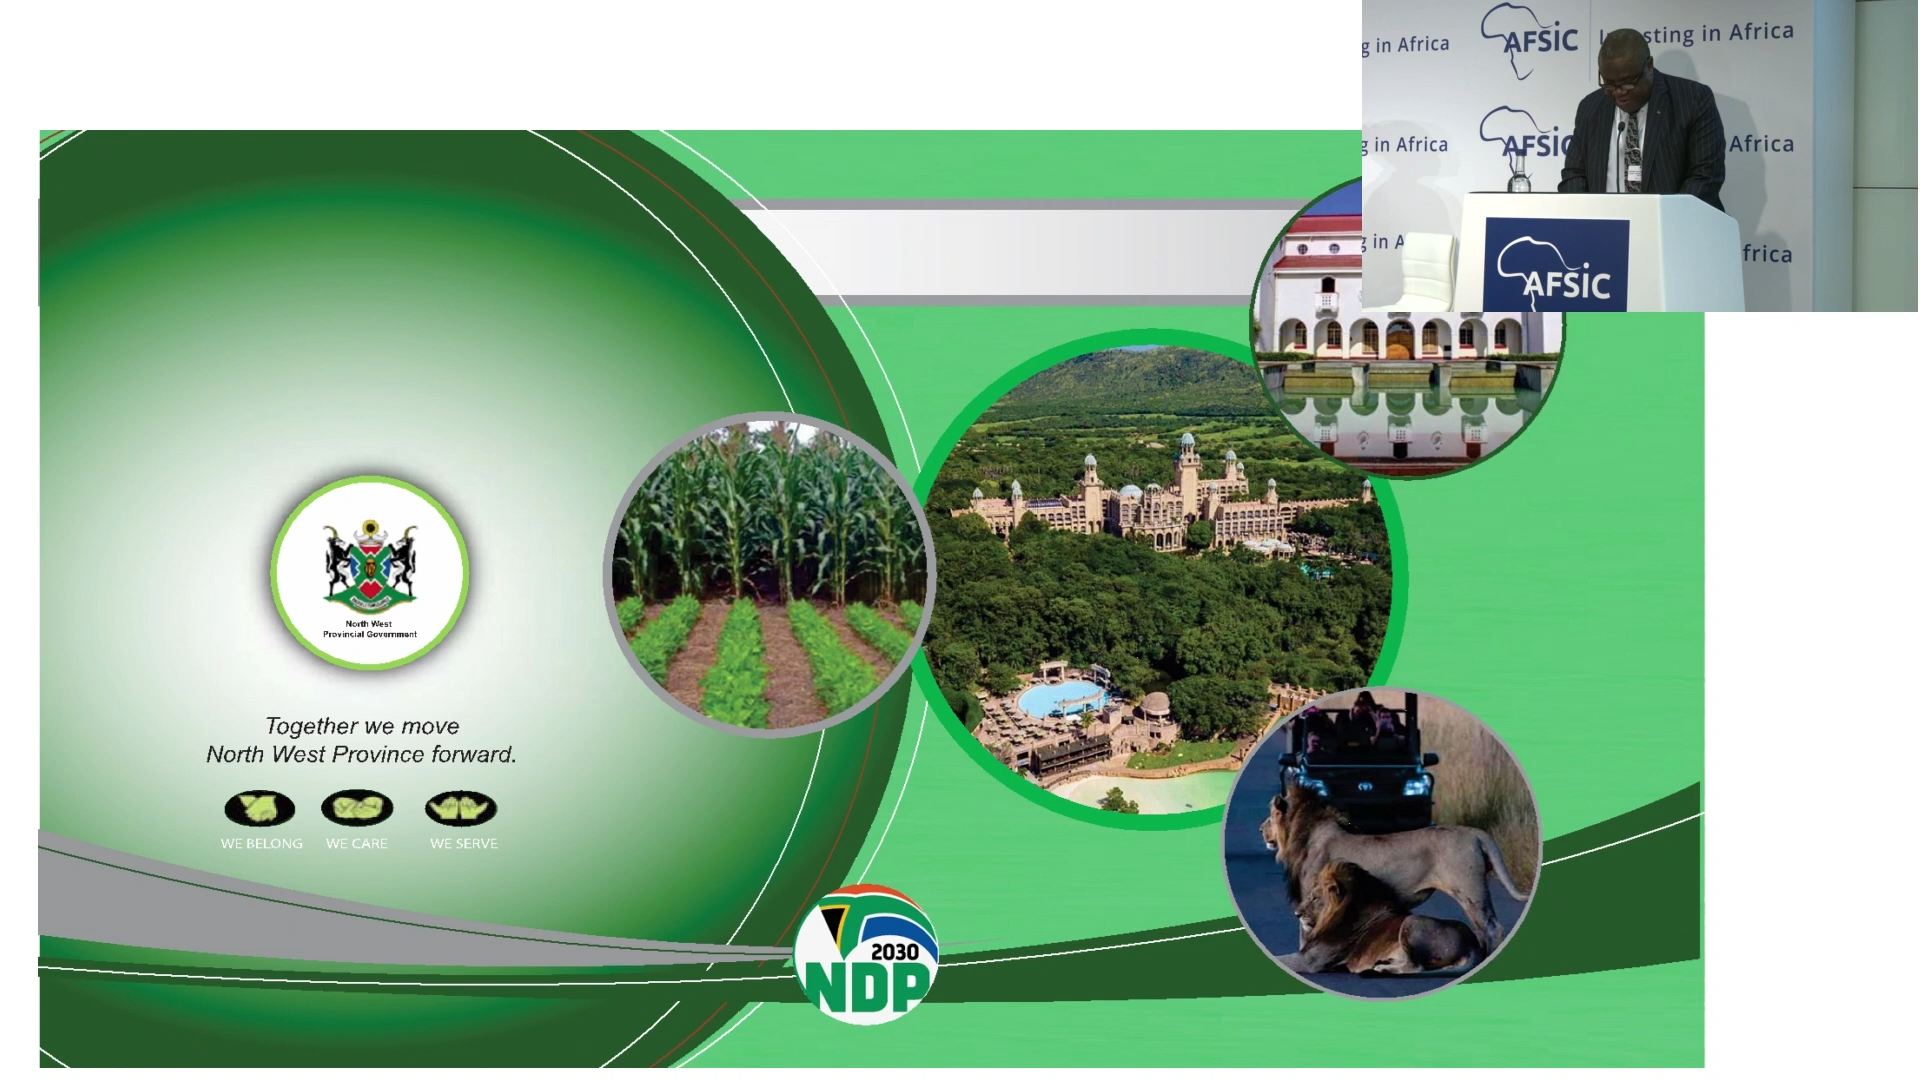 g in Africa
AFSIC
sting in Africa
g in Africa
AFSIC
Africa
g in A
frica
AFSIC
North West
Provincial Government
Together we move
North West Province forward.
WE BELONG
WE CARE
WE SERVE
2030
NDP